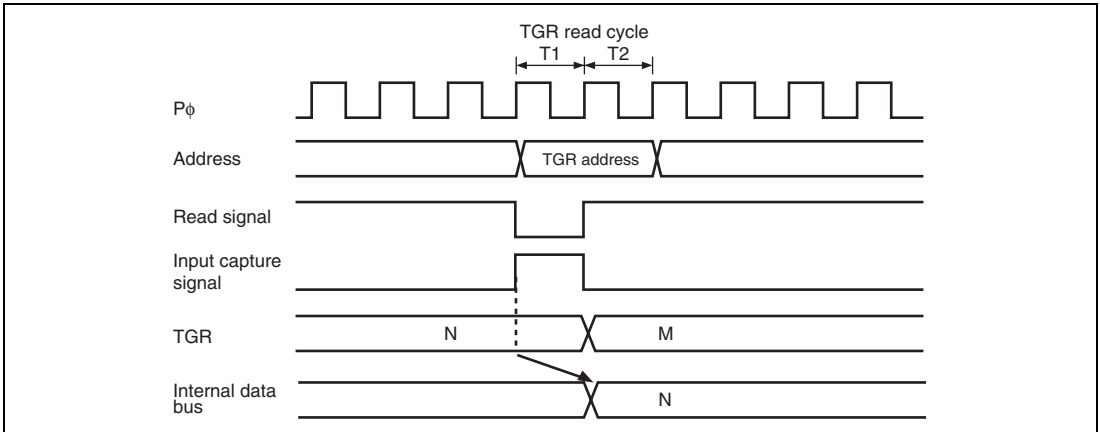 TGR read cycle
T1 T2
Pϕ
Address
TGR address
Read signal
Input capture
signal
TGR
N
M
Internal data
bus
N